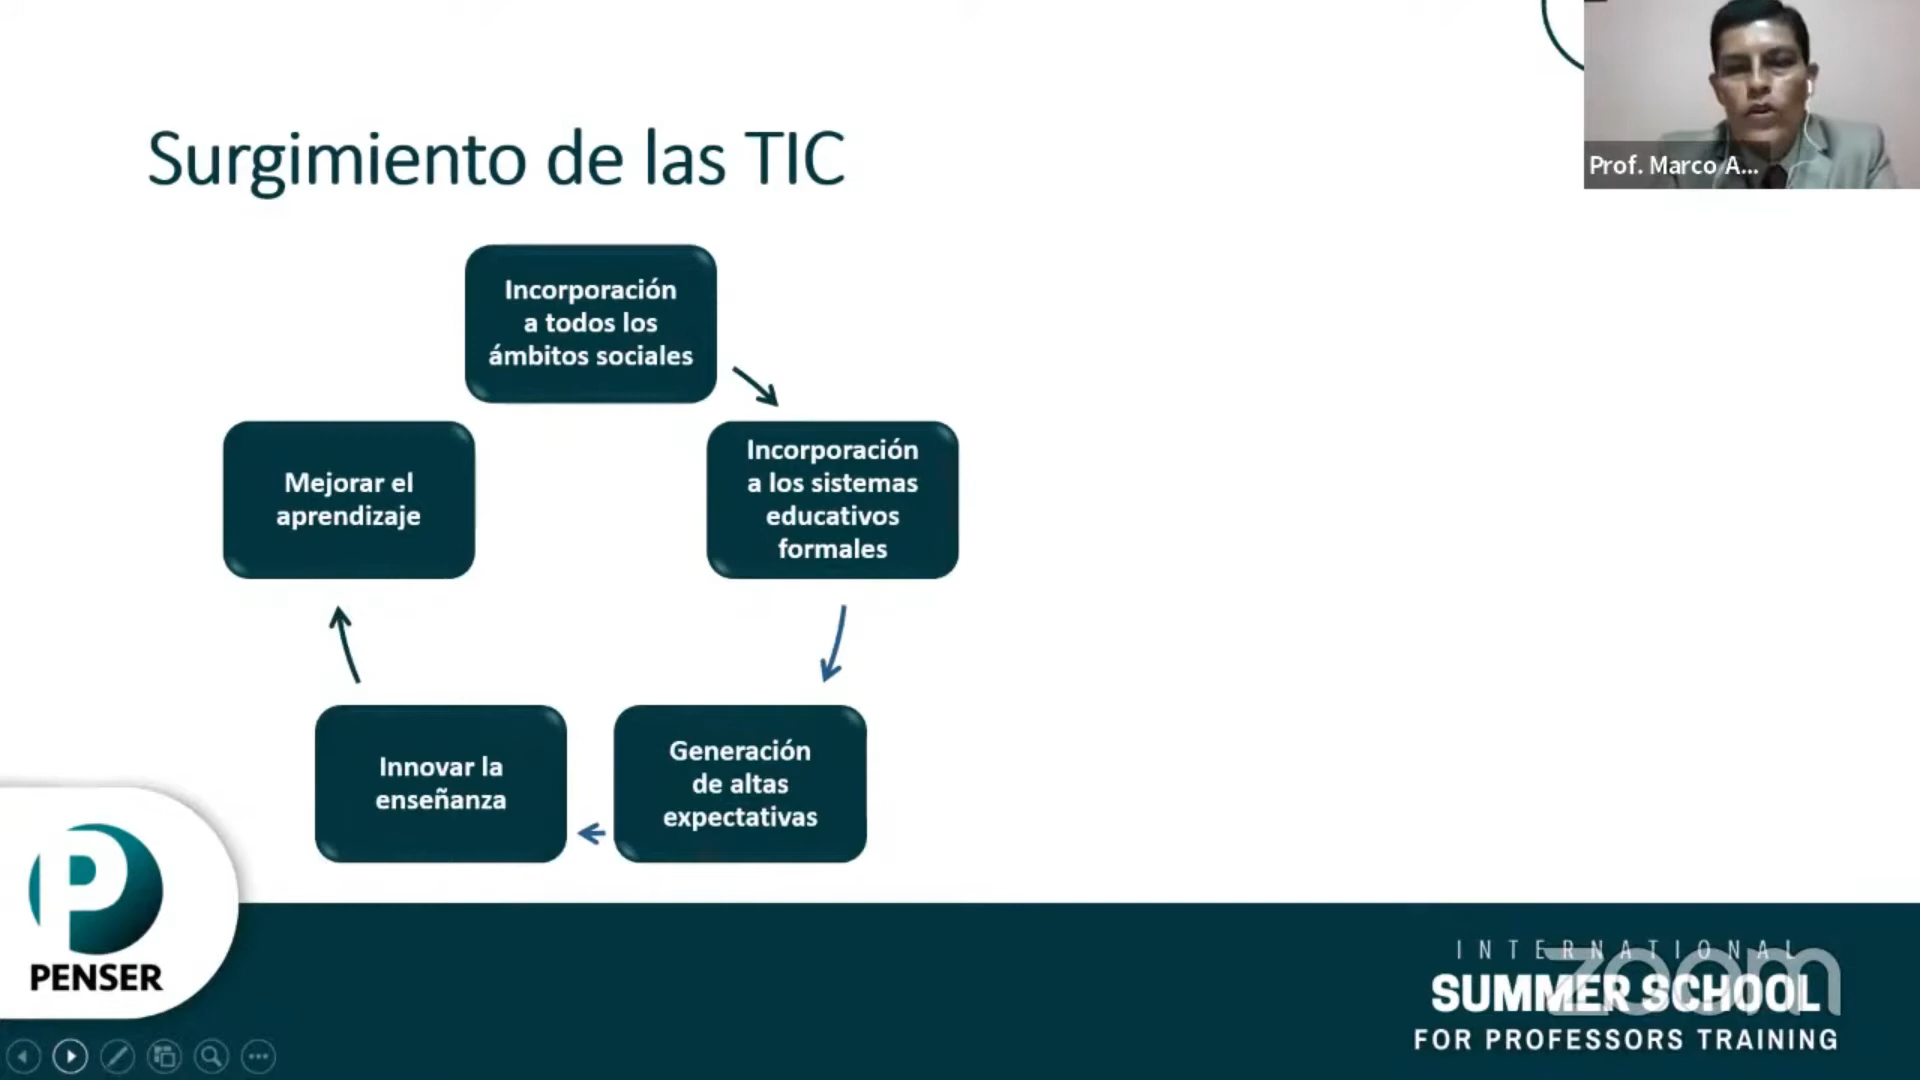 Surgimiento de las TIC
Prof. Marco A...
Incorporación
a todos los
ámbitos sociales
Incorporación
a los sistemas
educativos
formales
Generación
de altas
expectativas
Innovar la
enseñanza
Mejorar el
aprendizaje
P
PENSER
INTERNATIONAL
SUMMER SCHOOL
FOR PROFESSORS TRAINING
zoom